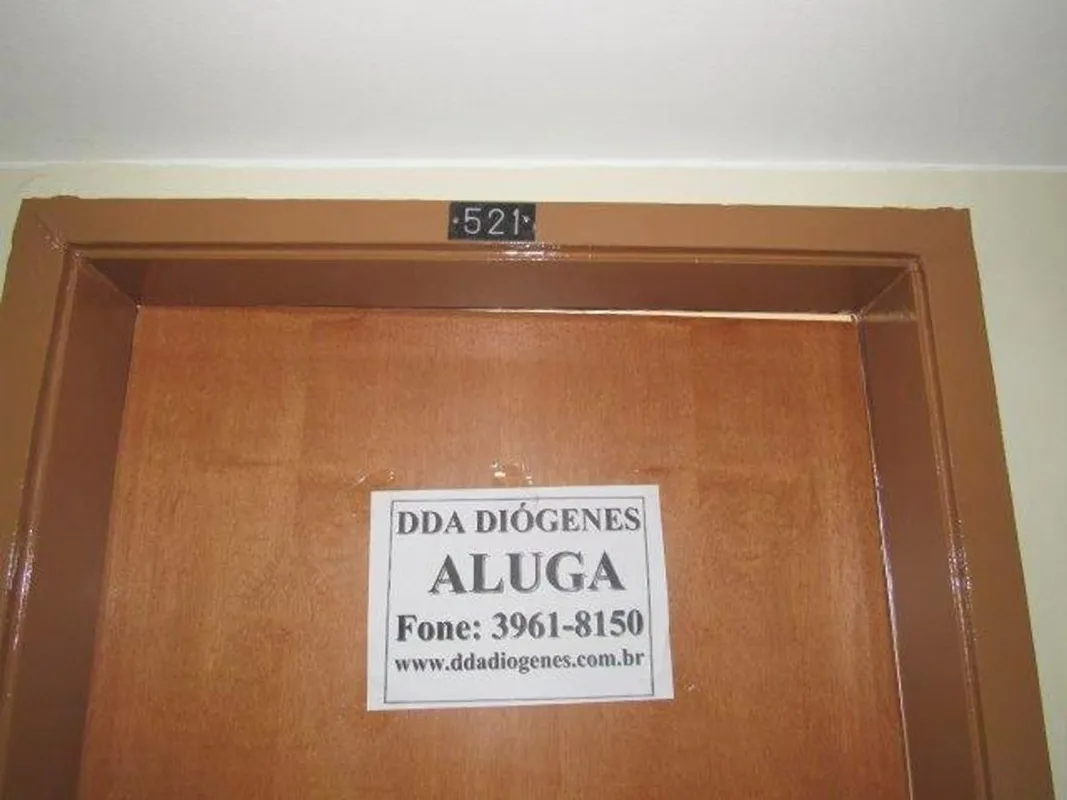 521
DDA DIÓGENES
ALUGA
Fone: 3961-8150
www.ddadiogenes.com.br